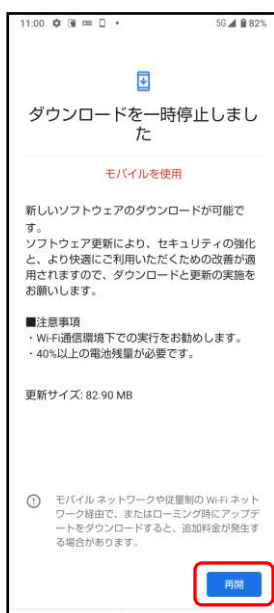 11:00 5G 82%
ダウンロードを一時停止しまし
た
モバイルを使用
新しいソフトウェアのダウンロードが可能で
す。
ソフトウェア更新により、セキュリティの強化
と、より快適にご利用いただくための改善が適
用されますので、ダウンロードと更新の実施を
お願いします。
■注意事項
・Wi-Fi通信環境下での実行をお勧めします。
・40%以上の電池残量が必要です。
更新サイズ: 82.90 MB
モバイル ネットワークや従量制の Wi-Fi ネット
ワーク経由で、またはローミング時にアップデ
ートをダウンロードすると、追加料金が発生す
る場合があります。
再開